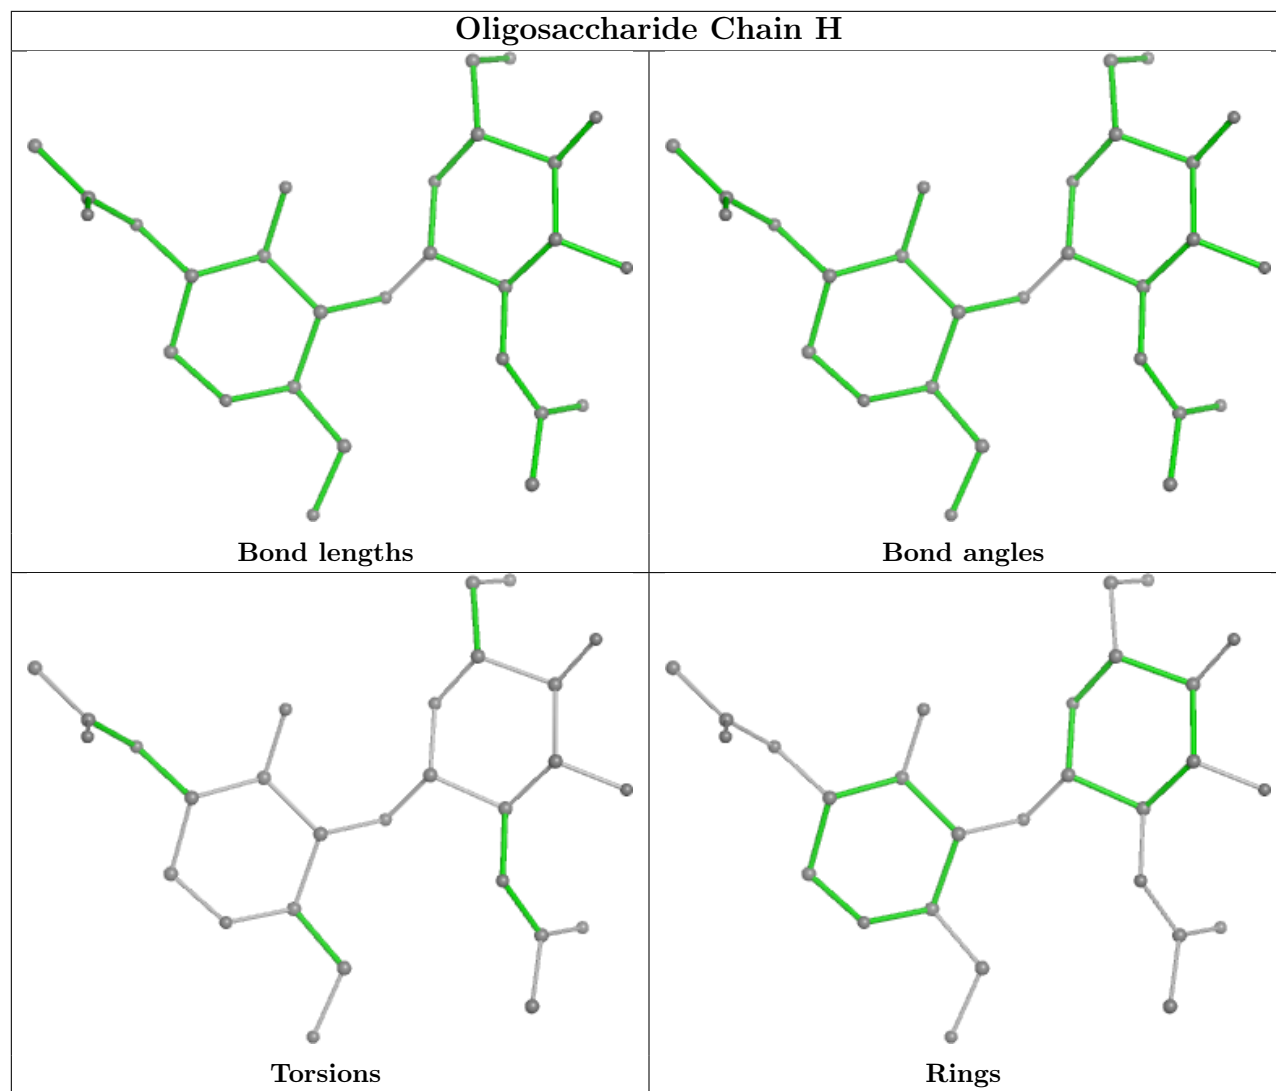 Oligosaccharide Chain H
Bond lengths
Bond angles
Torsions
Rings